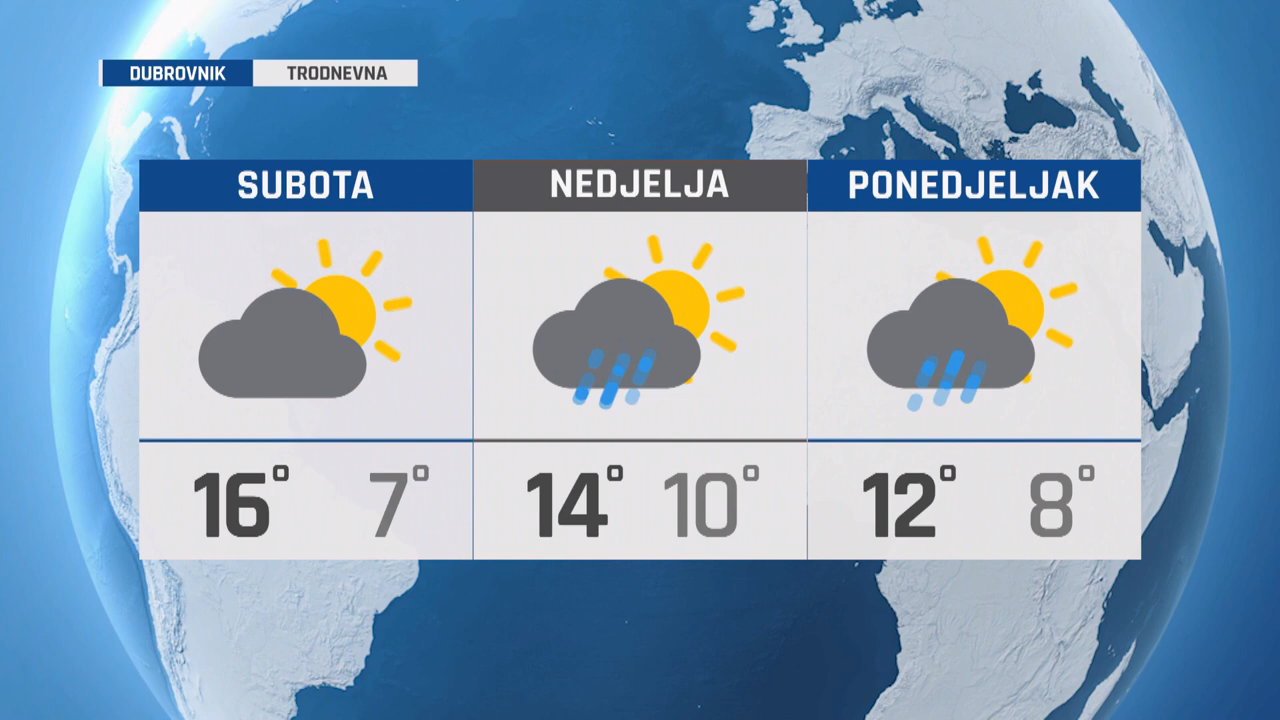 DUBROVNIK TRODNEVNA
SUBOTA NEDJELJA PONEDJELJAK
16° 7° 14° 10° 12° 8°